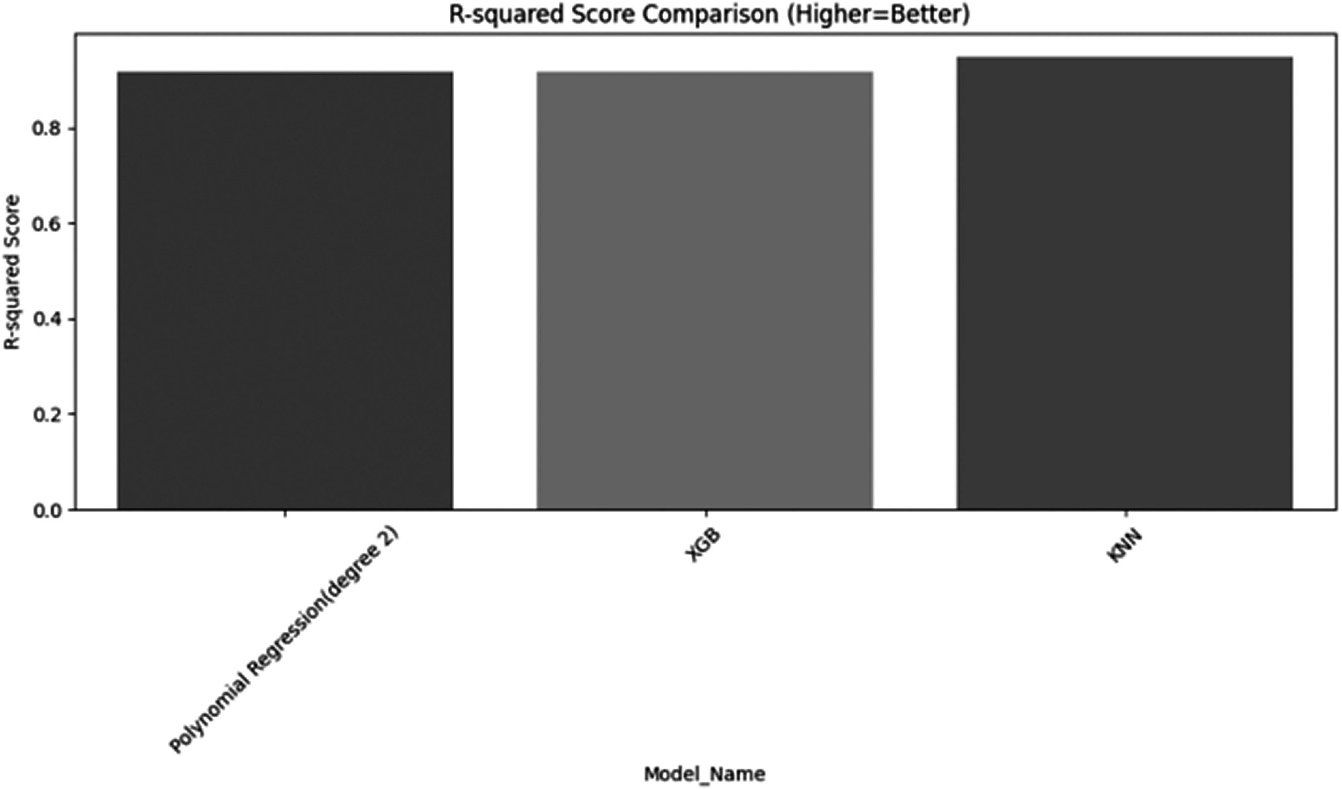 R-squared Score Comparison (Higher=Better)
R-squared Score
0.8
0.6
0.4
0.2
0.0
Polynomial Regression(degree 2)
XGB
KNN
Model_Name